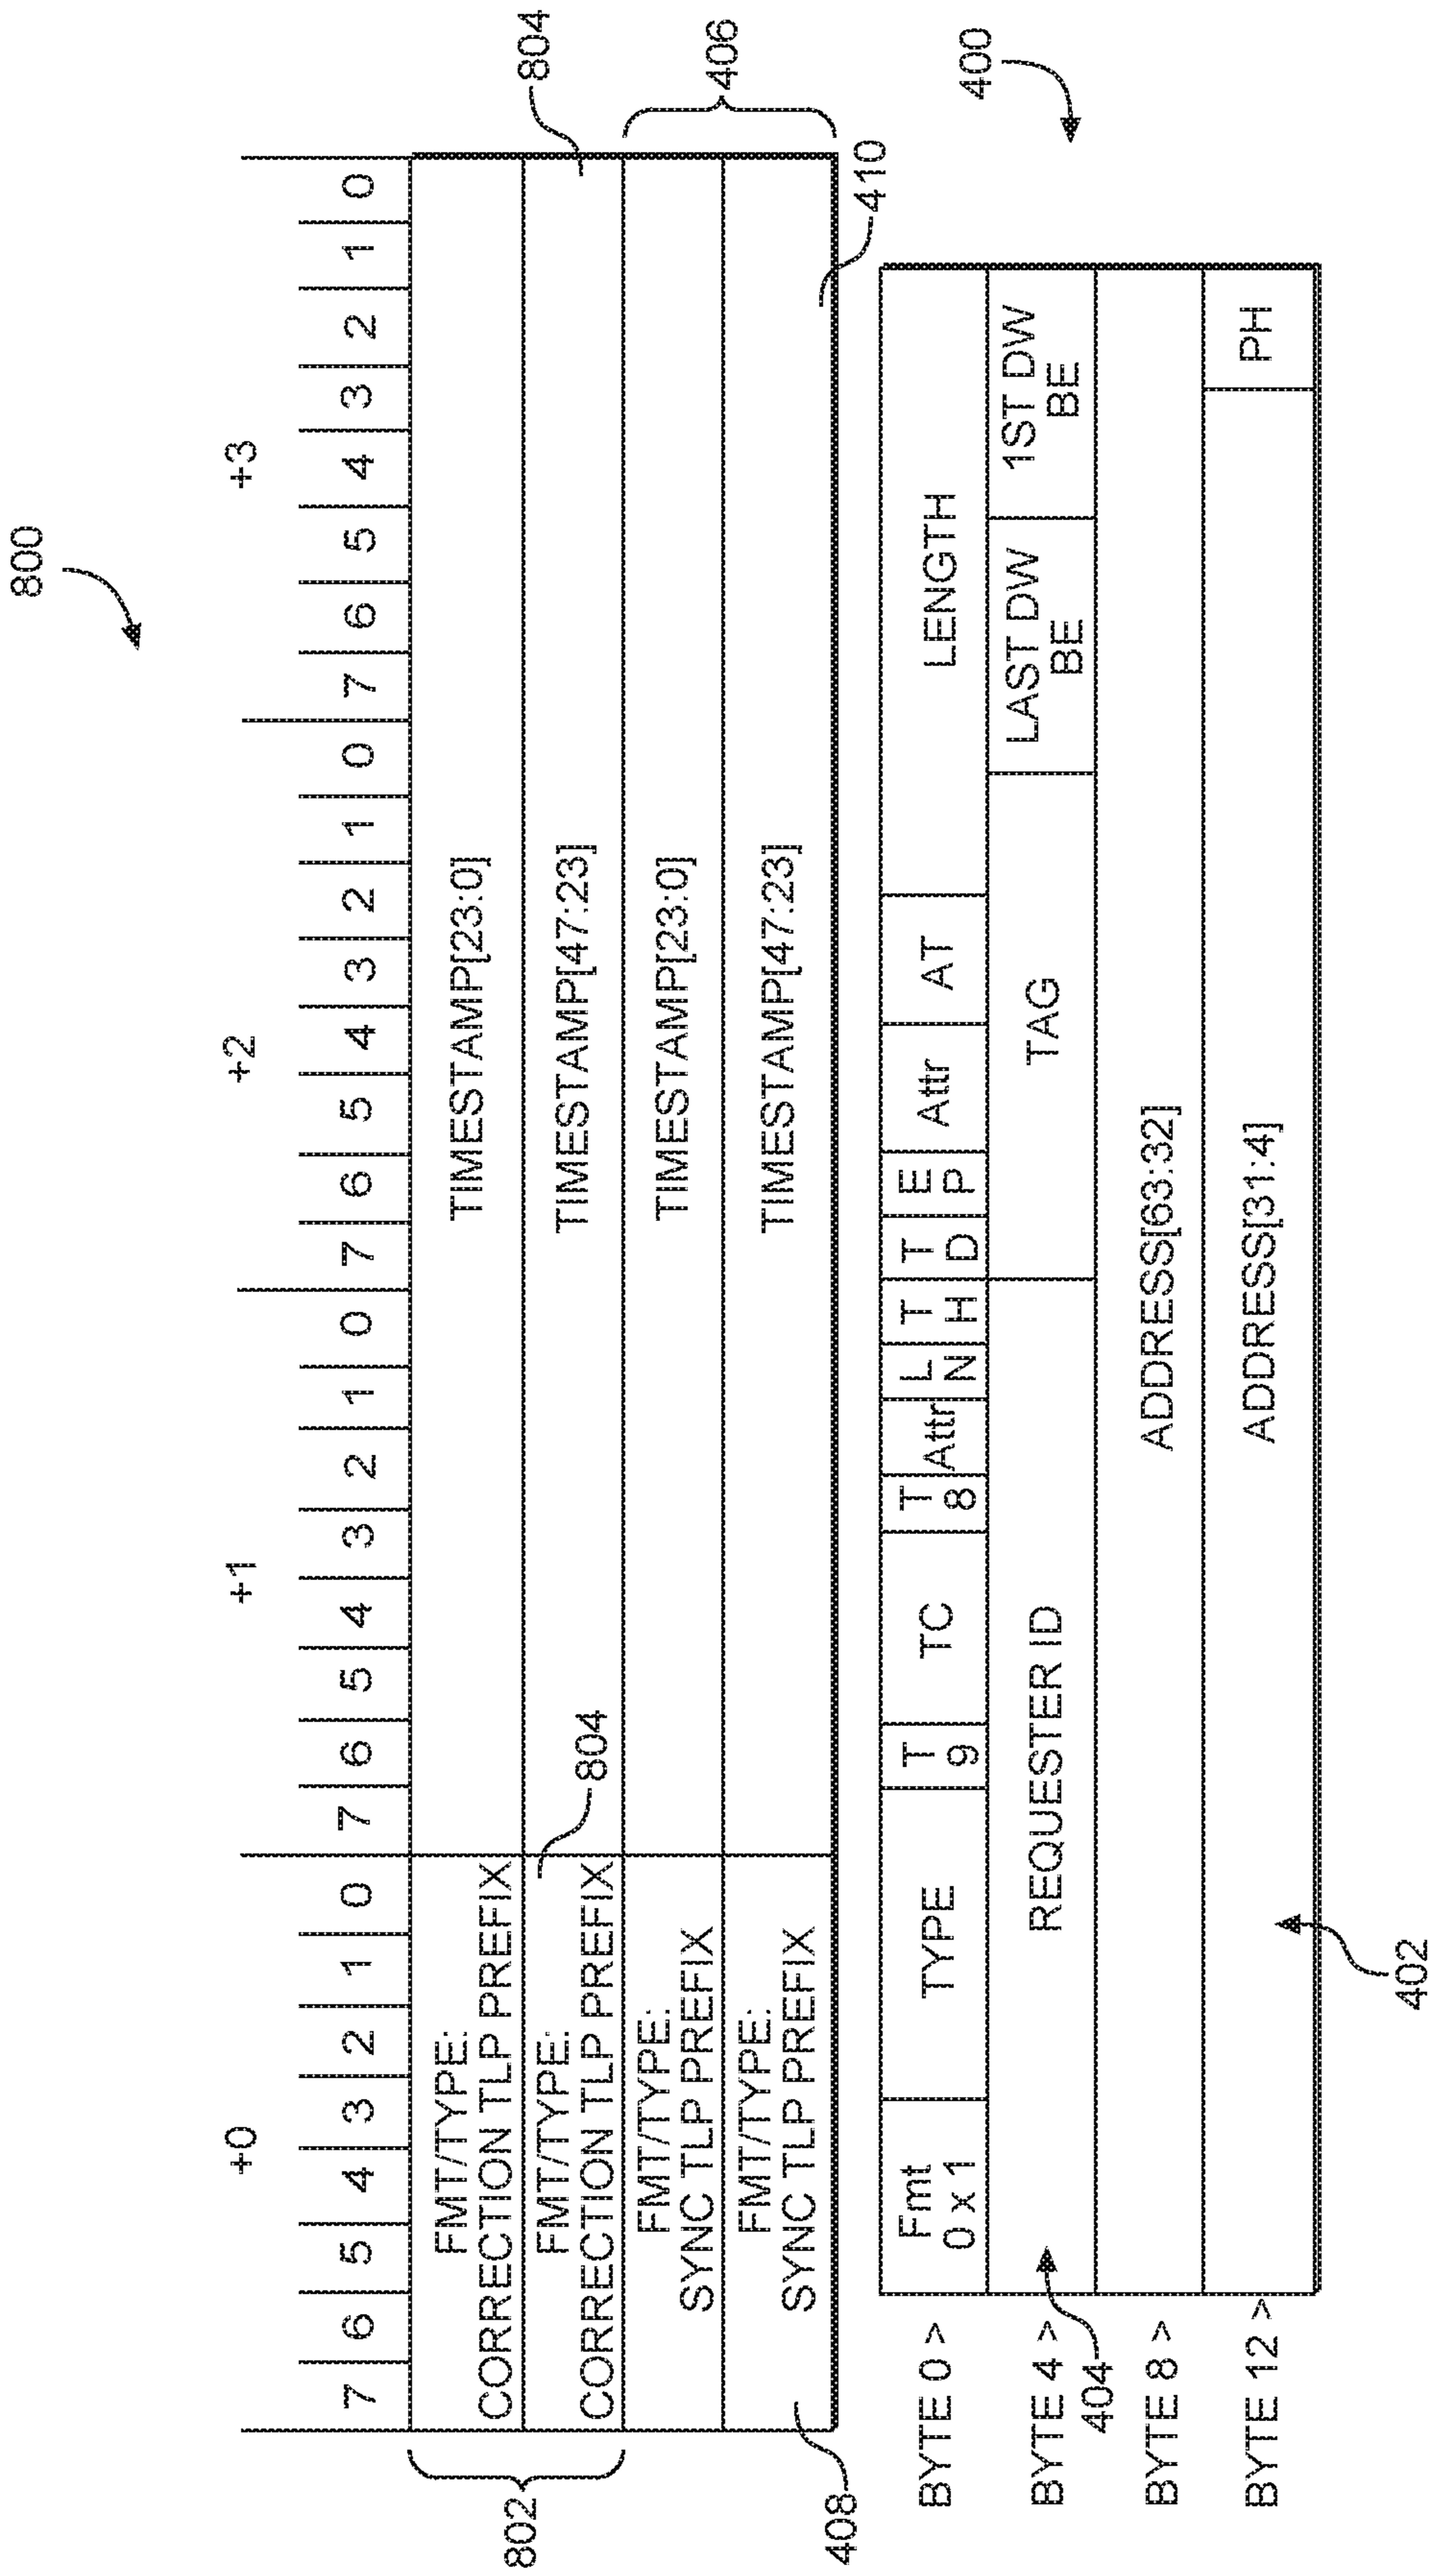 800
+0 +1 +2 +3
7 6 5 4 3 2 1 0 7 6 5 4 3 2 1 0 7 6 5 4 3 2 1 0 7 6 5 4 3 2 1 0
802
FMT/TYPE:
CORRECTION TLP PREFIX
TIMESTAMP[23:0]
804
FMT/TYPE:
CORRECTION TLP PREFIX
804
TIMESTAMP[47:23]
FMT/TYPE:
SYNC TLP PREFIX
TIMESTAMP[23:0]
406
FMT/TYPE:
SYNC TLP PREFIX
TIMESTAMP[47:23]
408
410
400
BYTE 0 >
Fmt
0 x 1
TYPE
T
9
TC
T
8
Attr
L
N
T
H
T
D
E
P
Attr
AT
LENGTH
BYTE 4 >
404
REQUESTER ID
TAG
LAST DW
BE
1ST DW
BE
BYTE 8 >
ADDRESS[63:32]
BYTE 12 >
ADDRESS[31:4]
PH
402